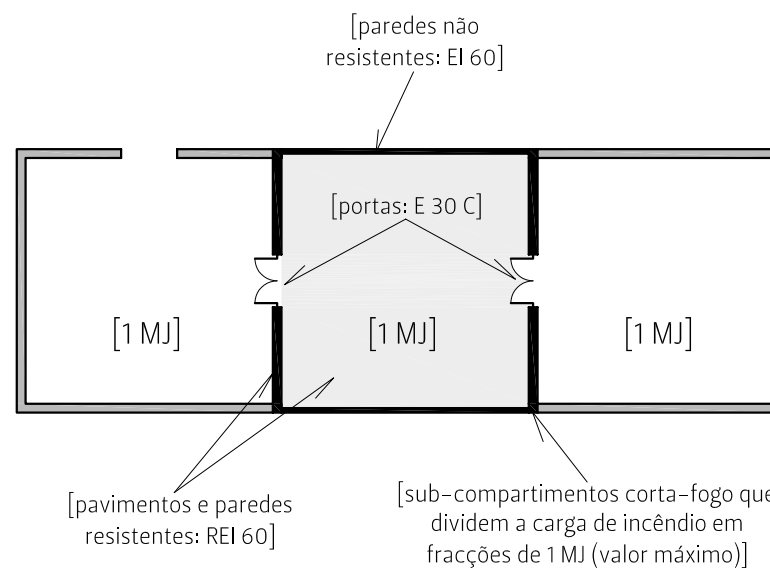 [paredes não
resistentes: EI 60]
[portas: E 30 C]
[1 MJ]
[1 MJ]
[1 MJ]
[pavimentos e paredes
resistentes: REI 60]
[sub-compartimentos corta-fogo que
dividem a carga de incêndio em
fracções de 1 MJ (valor máximo)]